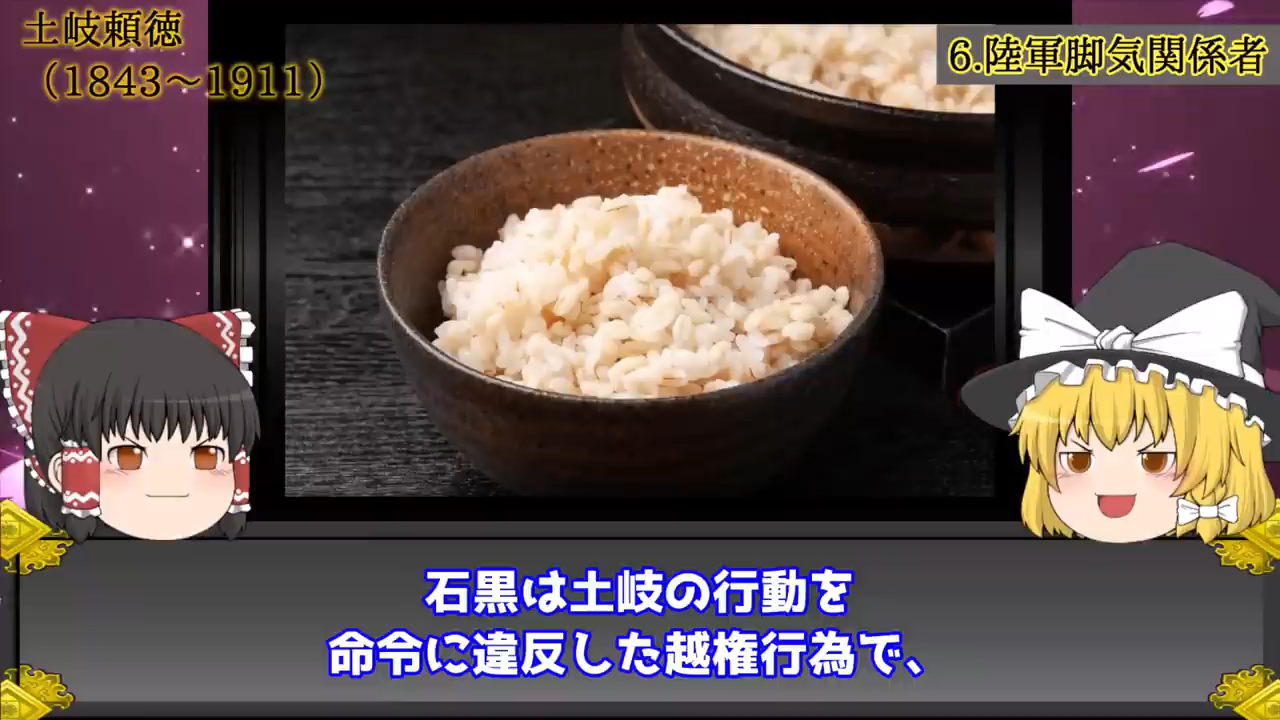 土岐頼徳
（1843～1911）
6.陸軍脚気関係者
石黒は土岐の行動を
命令に違反した越権行為で、